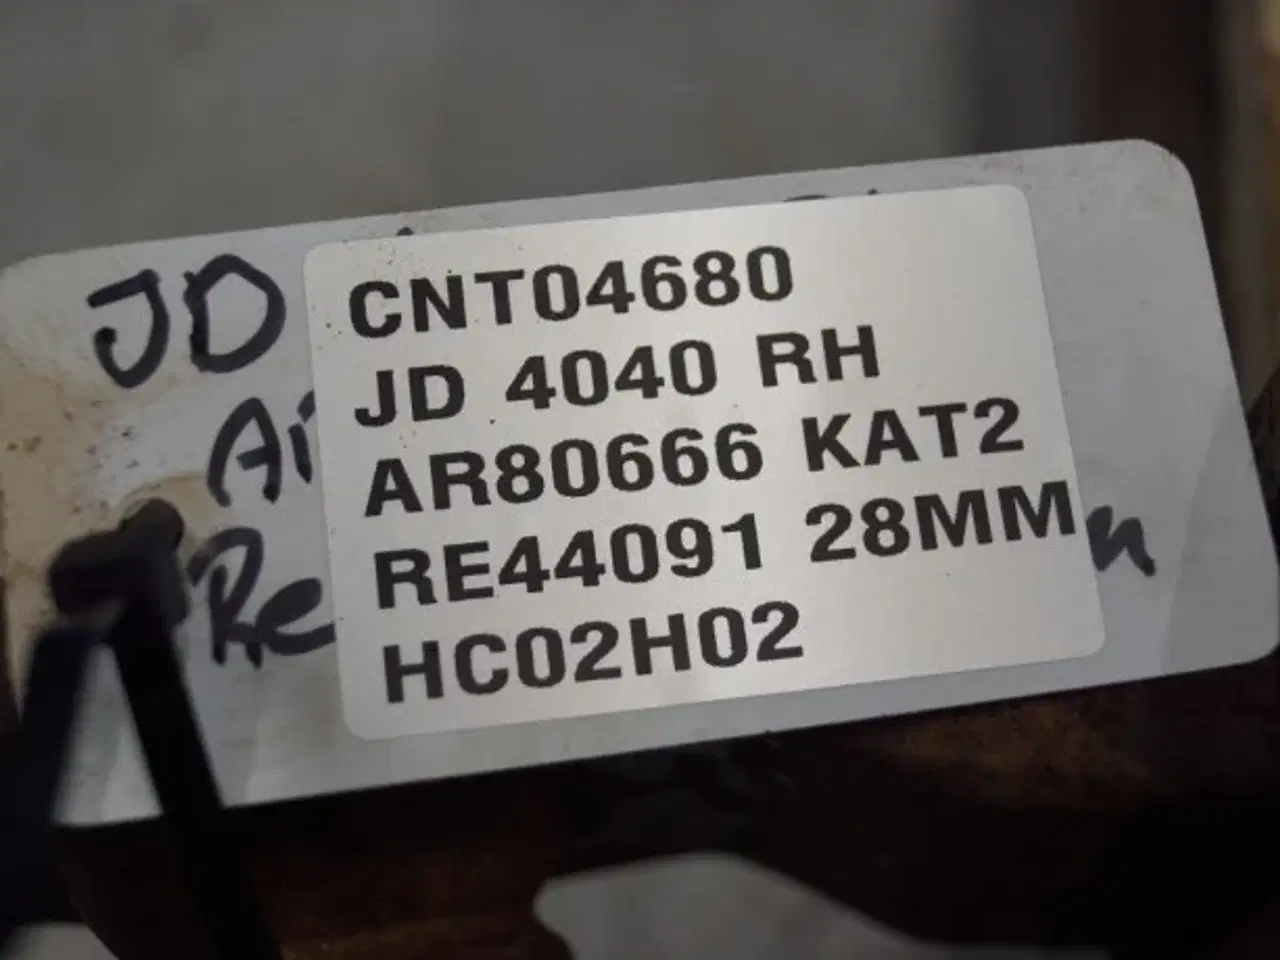 JD
CNT04680
JD 4040 RH
AR80666 KAT2
RE44091 28MM
HC02H02